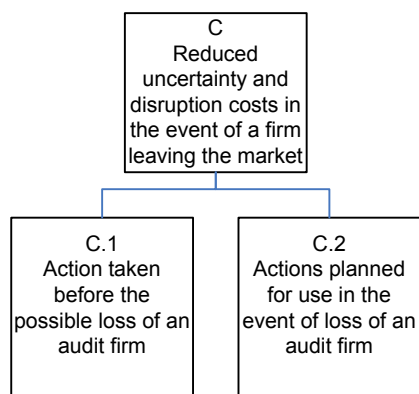 C
Reduced
uncertainty and
disruption costs in
the event of a firm
leaving the market
C.1
Action taken
before the
possible loss of an
audit firm
C.2
Actions planned
for use in the
event of loss of an
audit firm